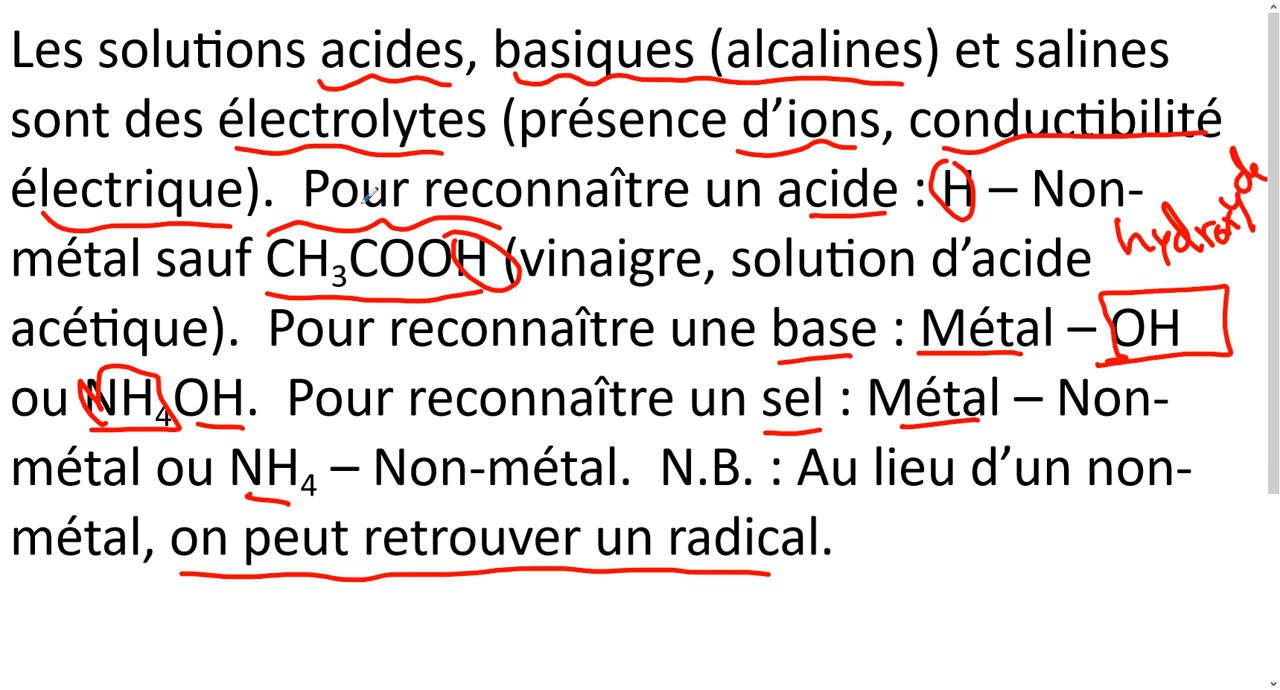 Les solutions acides, basiques (alcalines) et salines
sont des électrolytes (présence d'ions, conductibilité
électrique).  Pour reconnaître un acide : H – Non-
métal sauf CH₃COOH (vinaigre, solution d'acide
hydroxyde
acétique).  Pour reconnaître une base : Métal – OH
ou NH₄OH.  Pour reconnaître un sel : Métal – Non-
métal ou NH₄ – Non-métal.  N.B. : Au lieu d'un non-
métal, on peut retrouver un radical.